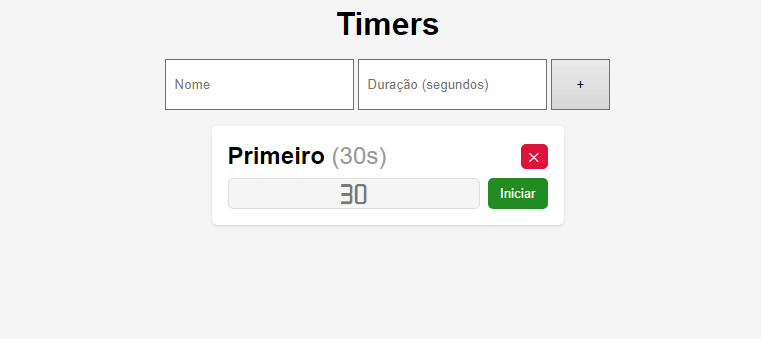 Timers
Nome Duração (segundos) +
Primeiro (30s) ×
30 Iniciar